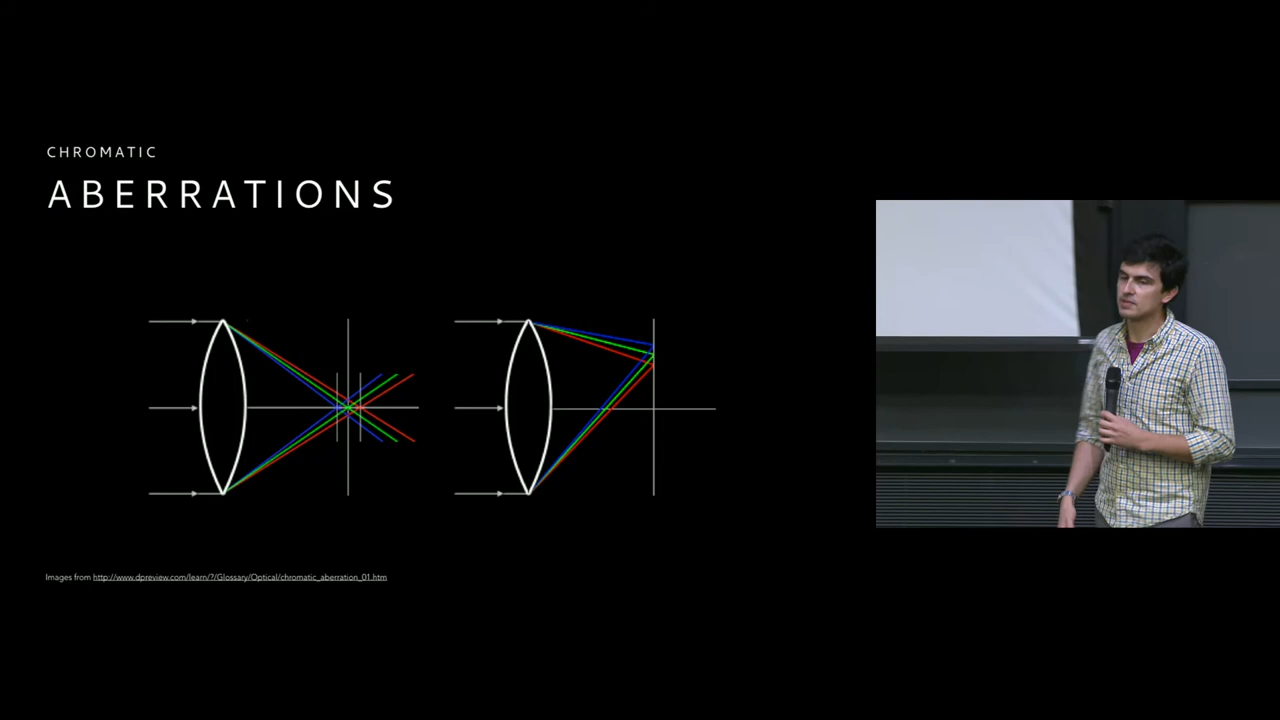 CHROMATIC
ABERRATIONS
Images from http://www.dpreview.com/learn/?/Glossary/Optical/chromatic_aberration_01.htm